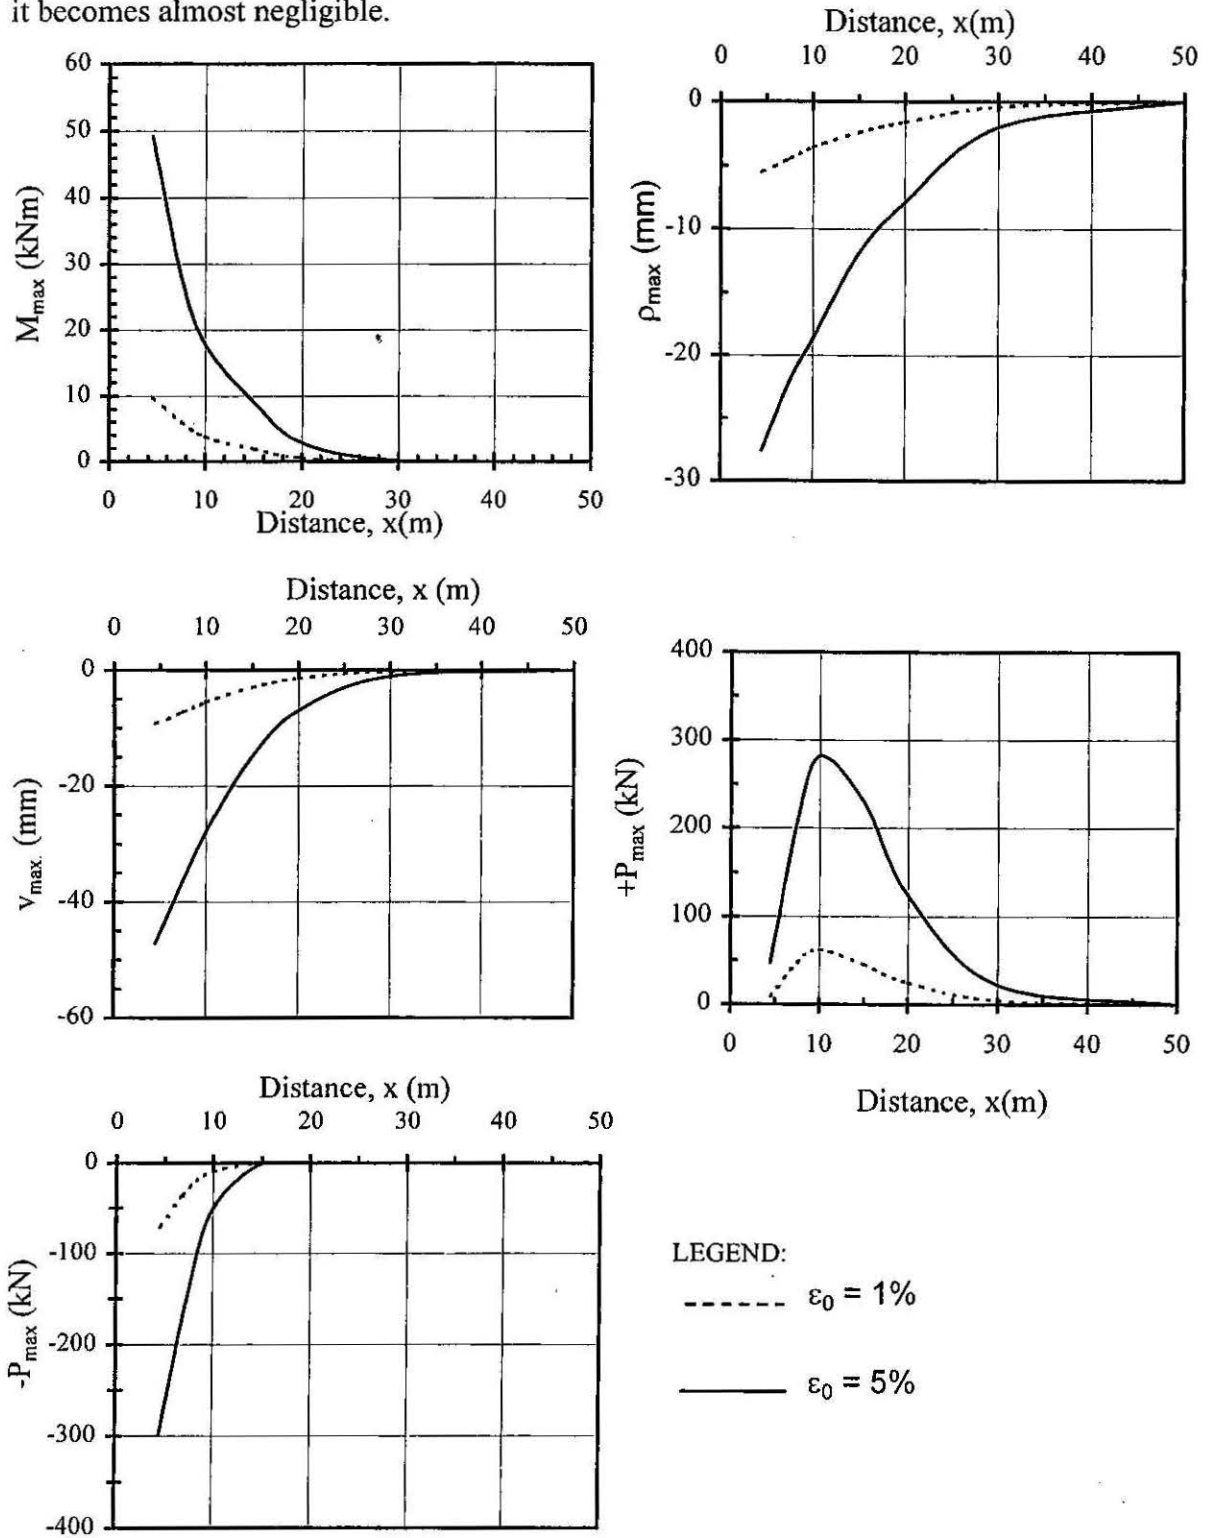 it becomes almost negligible.
60
50
40
30
20
10
0
M_max (kNm)
0 10 20 30 40 50
Distance, x(m)
Distance, x(m)
0 10 20 30 40 50
0
-10
-20
-30
ρ_max (mm)
Distance, x (m)
0 10 20 30 40 50
0
-20
-40
-60
v_max. (mm)
400
300
200
100
0
+P_max (kN)
0 10 20 30 40 50
Distance, x(m)
Distance, x (m)
0 10 20 30 40 50
0
-100
-200
-300
-400
-P_max (kN)
LEGEND:
ε₀ = 1%
ε₀ = 5%